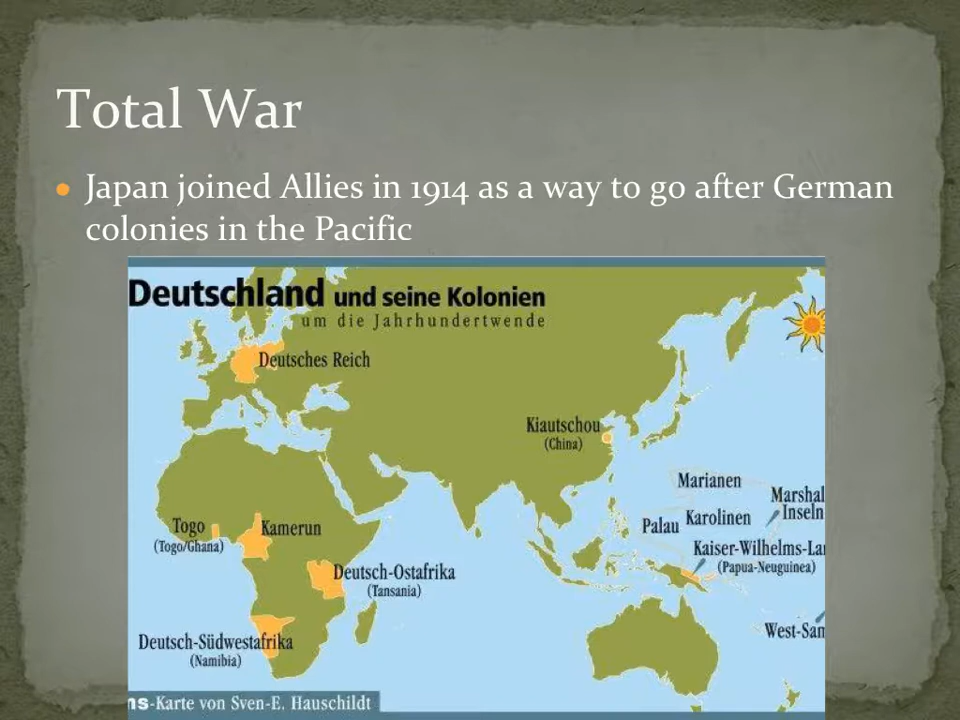 Total War
Japan joined Allies in 1914 as a way to go after German
colonies in the Pacific
Deutschland und seine Kolonien
um die Jahrhundertwende
Deutsches Reich
Kiautschou
(China)
Marianen
Marshal
Inseln
Palau Karolinen
Kaiser-Wilhelms-La
(Papua-Neuguinea)
West-Sam
Togo
(Togo/Ghana)
Kamerun
Deutsch-Ostafrika
(Tansania)
Deutsch-Südwestafrika
(Namibia)
ms-Karte von Sven-E. Hauschildt